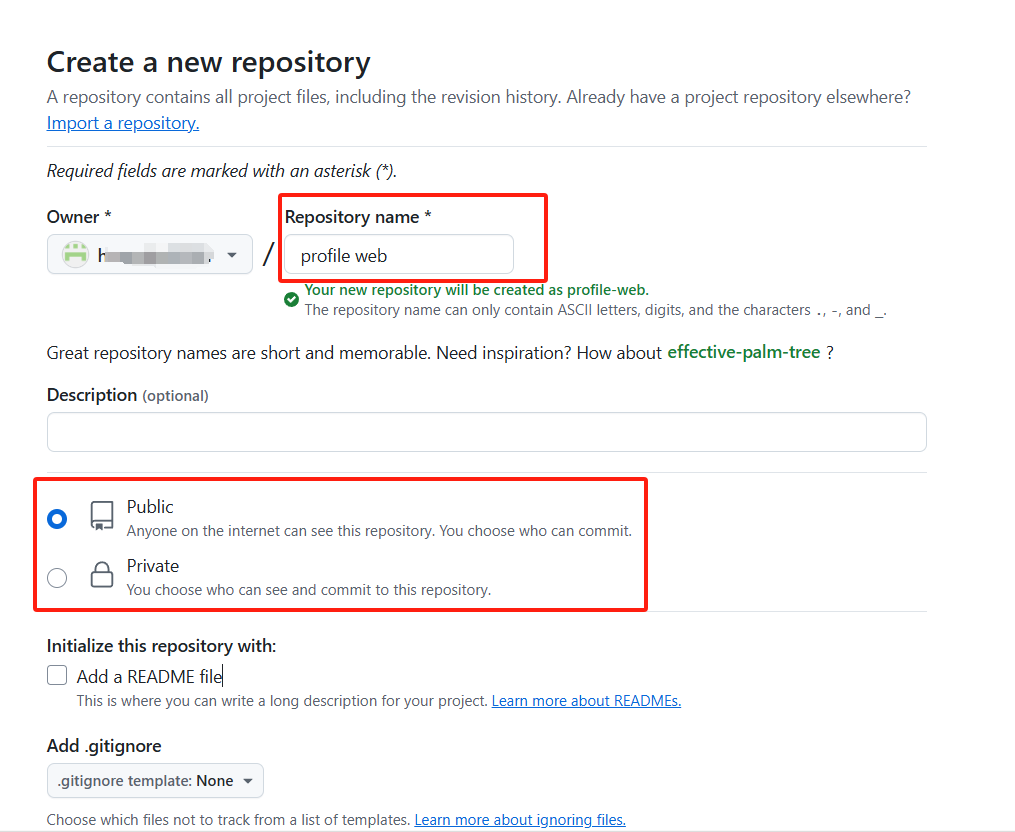 Create a new repository
A repository contains all project files, including the revision history. Already have a project repository elsewhere?
Import a repository.
Required fields are marked with an asterisk (*).
Owner *
Repository name *
/
profile web
Your new repository will be created as profile-web.
The repository name can only contain ASCII letters, digits, and the characters ., -, and _.
Great repository names are short and memorable. Need inspiration? How about effective-palm-tree ?
Description (optional)
Public
Anyone on the internet can see this repository. You choose who can commit.
Private
You choose who can see and commit to this repository.
Initialize this repository with:
Add a README file
This is where you can write a long description for your project. Learn more about READMEs.
Add .gitignore
.gitignore template: None
Choose which files not to track from a list of templates. Learn more about ignoring files.